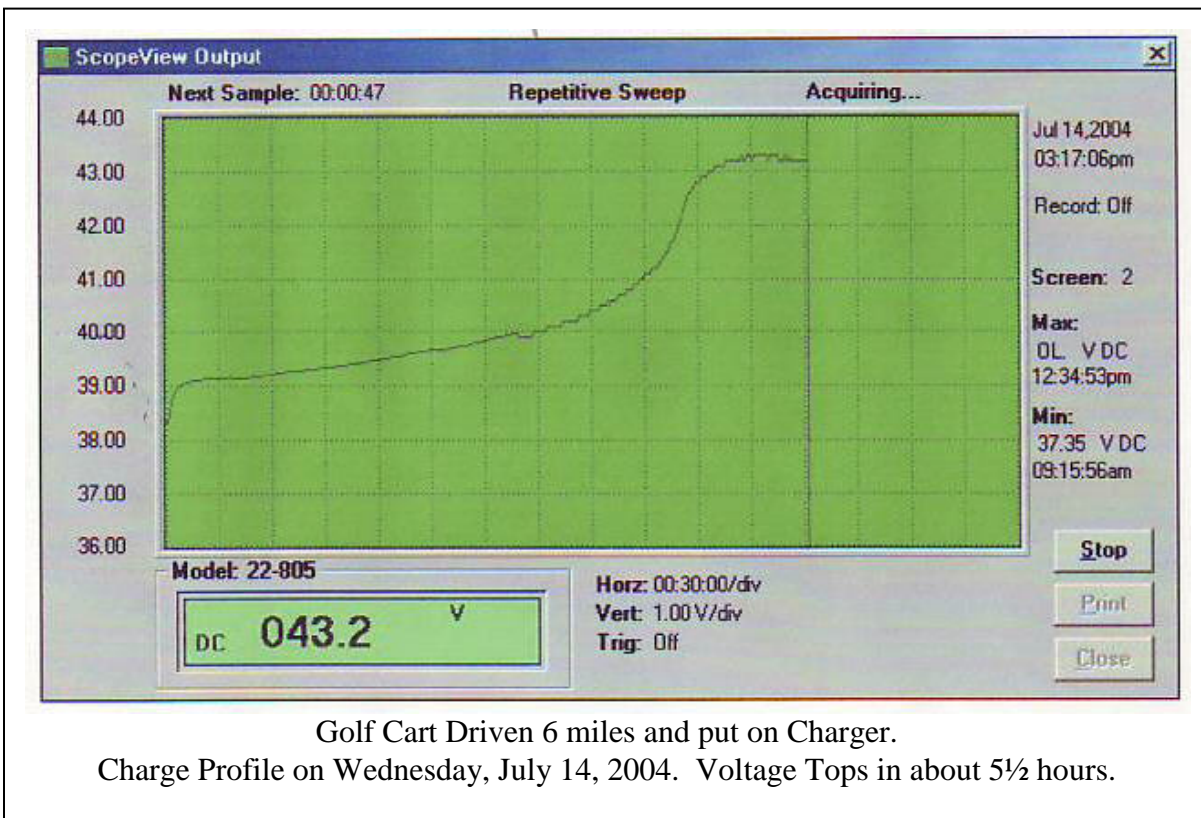 ScopeView Output
Next Sample: 00:00:47 Repetitive Sweep Acquiring...
44.00
43.00
42.00
41.00
40.00
39.00
38.00
37.00
36.00
Jul 14,2004
03:17:06pm
Record: Off
Screen: 2
Max:
OL VDC
12:34:53pm
Min:
37.35 VDC
09:15:56am
Stop
Print
Close
Model: 22-805
DC 043.2 V
Horz: 00:30:00/div
Vert: 1.00 V/div
Trig: Off
Golf Cart Driven 6 miles and put on Charger.
Charge Profile on Wednesday, July 14, 2004. Voltage Tops in about 5½ hours.